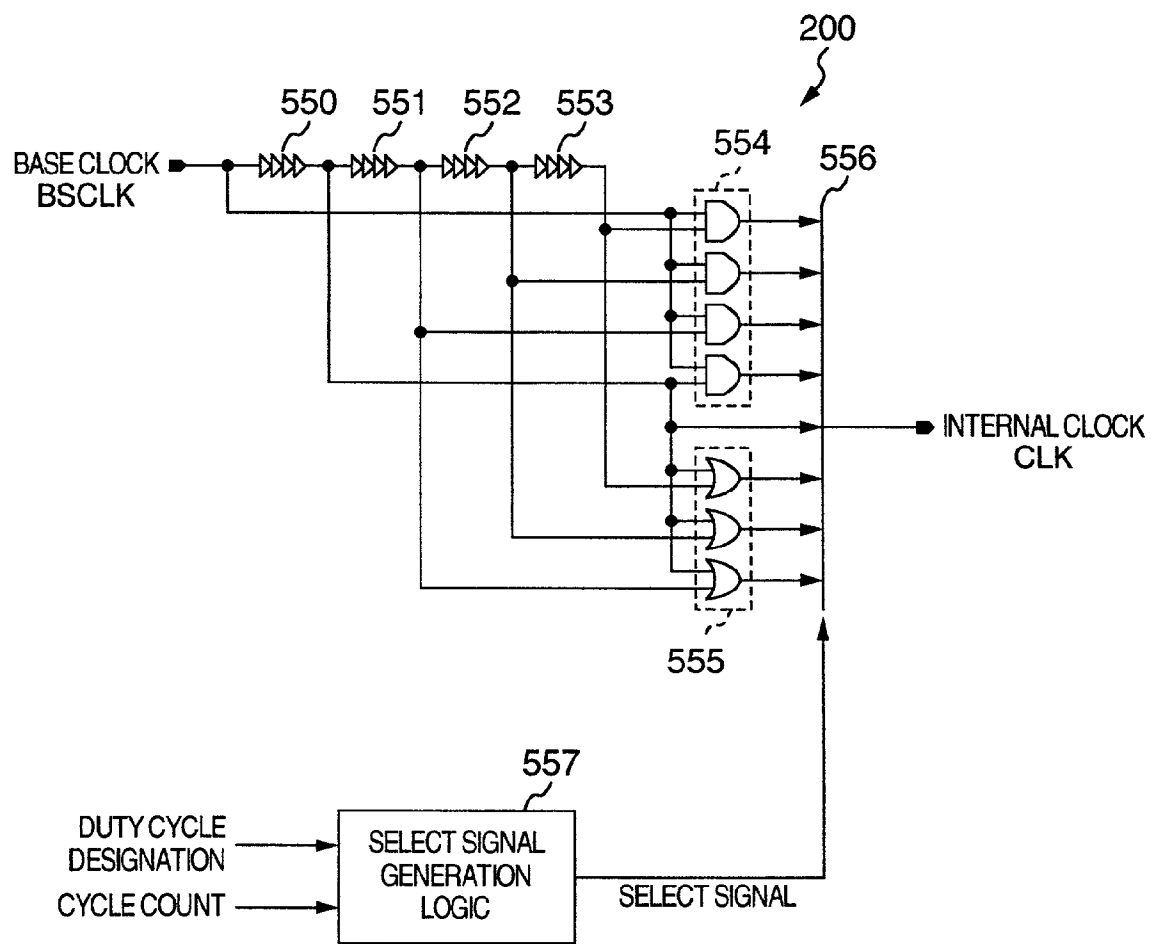 200
550
551
552
553
554
556
BASE CLOCK
BSCLK
INTERNAL CLOCK
CLK
555
557
DUTY CYCLE
DESIGNATION
CYCLE COUNT
SELECT SIGNAL
GENERATION
LOGIC
SELECT SIGNAL